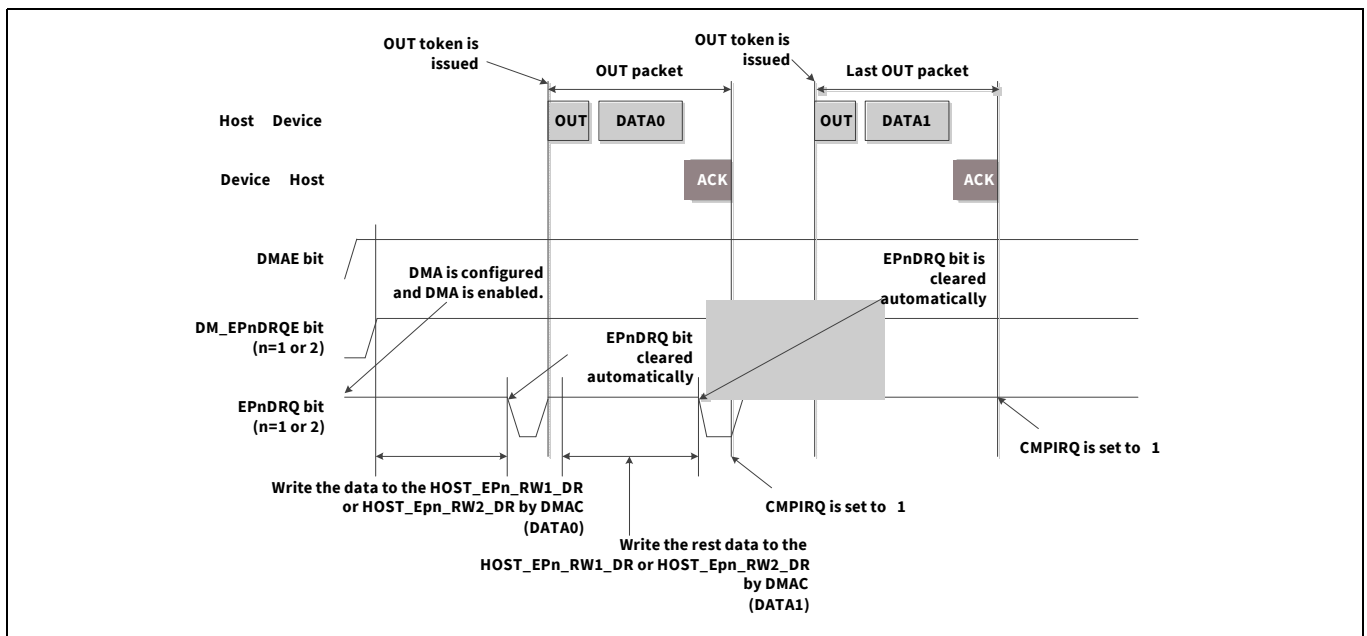 OUT token is
issued
OUT token is
issued
OUT packet
Last OUT packet
Host Device
OUT
DATA0
OUT
DATA1
Device Host
ACK
ACK
DMAE bit
DMA is configured
and DMA is enabled.
EPnDRQ bit is
cleared
automatically
DM_EPnDRQE bit
(n=1 or 2)
EPnDRQ bit
cleared
automatically
EPnDRQ bit
(n=1 or 2)
CMPIRQ is set to 1
Write the data to the HOST_EPn_RW1_DR
or HOST_Epn_RW2_DR by DMAC
(DATA0)
CMPIRQ is set to 1
Write the rest data to the
HOST_EPn_RW1_DR or HOST_Epn_RW2_DR
by DMAC
(DATA1)